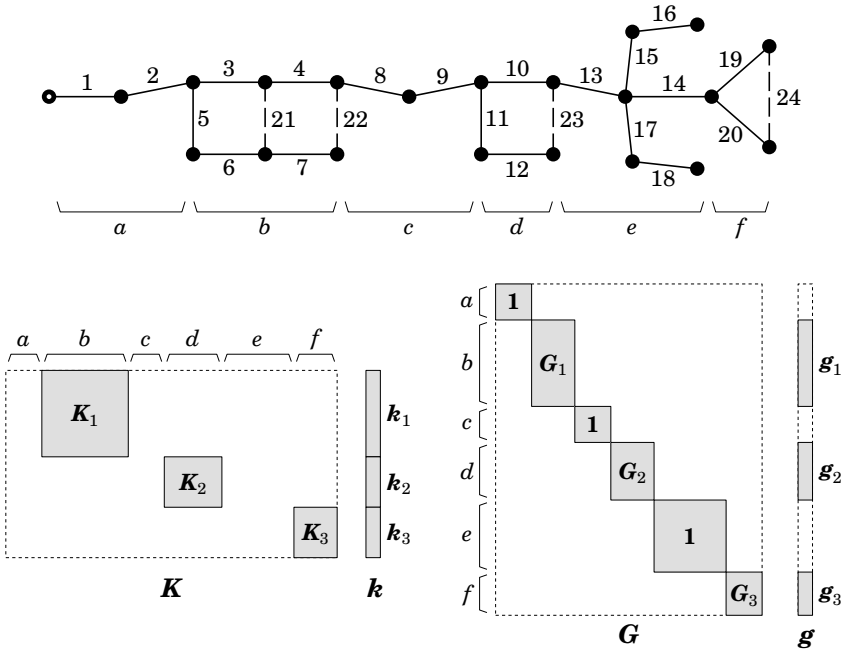 16
1 2 3 4 8 9 10 13 15 14 19
5 21 22 11 23 17 20 24
6 7 12 18
a b c d e f
a b c d e f
K₁ k₁
K₂ k₂
K₃ k₃
K k
a 1
b G₁ g₁
c 1
d G₂ g₂
e 1
f G₃ g₃
G g